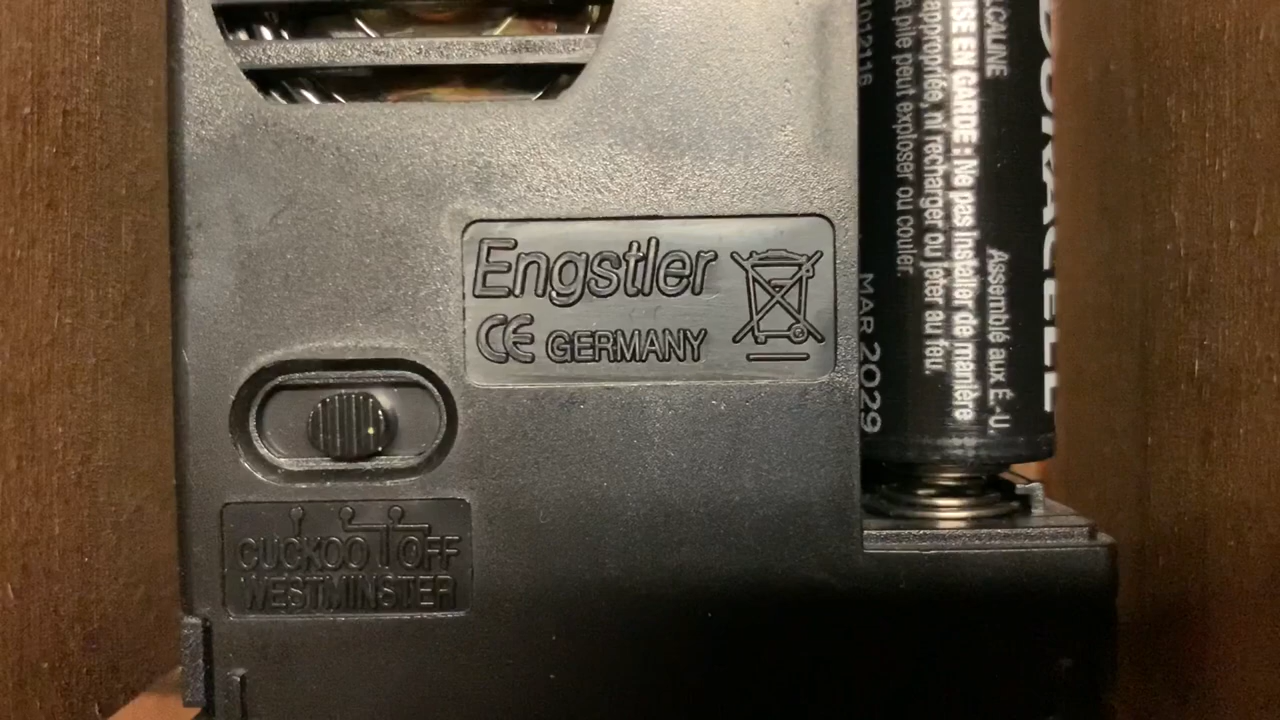 Engstler
CE GERMANY
CUCKOO OFF
WESTMINSTER
DURACELL
Assemblé aux É.-U.
ISE EN GARDE : Ne pas installer de manière
appropriée, ni recharger ou jeter au feu.
a pile peut exploser ou couler.
MAR 2029